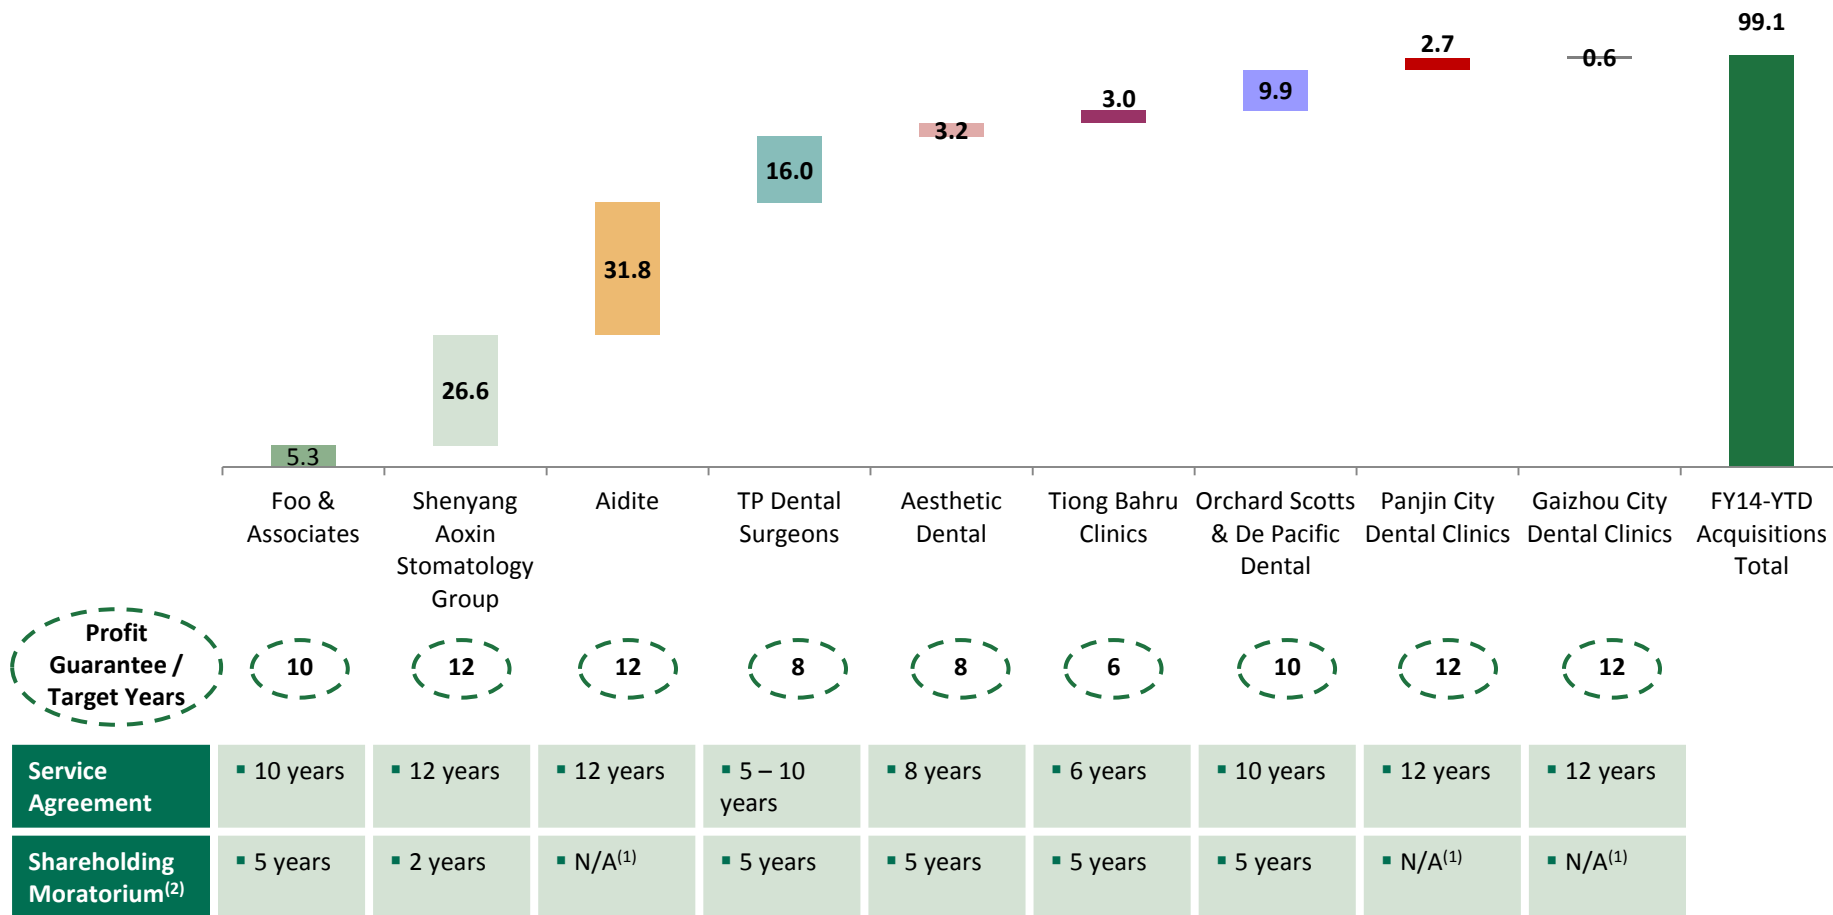 99.1
2.7
0.6
9.9
3.0
3.2
16.0
31.8
26.6
5.3
Foo &
Associates
Shenyang
Aoxin
Stomatology
Group
Aidite
TP Dental
Surgeons
Aesthetic
Dental
Tiong Bahru
Clinics
Orchard Scotts
& De Pacific
Dental
Panjin City
Dental Clinics
Gaizhou City
Dental Clinics
FY14-YTD
Acquisitions
Total
Profit
Guarantee /
Target Years
10
12
12
8
8
6
10
12
12
Service
Agreement
▪ 10 years
▪ 12 years
▪ 12 years
▪ 5 – 10
years
▪ 8 years
▪ 6 years
▪ 10 years
▪ 12 years
▪ 12 years
Shareholding
Moratorium(2)
▪ 5 years
▪ 2 years
▪ N/A(1)
▪ 5 years
▪ 5 years
▪ 5 years
▪ 5 years
▪ N/A(1)
▪ N/A(1)